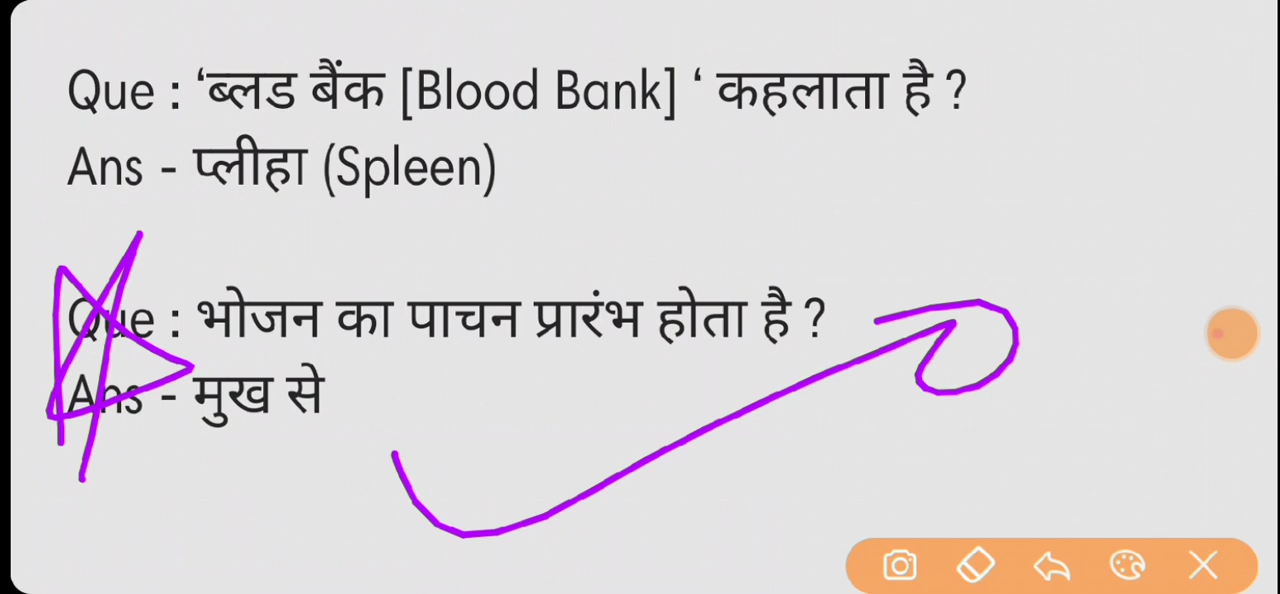 Que : ‘ब्लड बैंक [Blood Bank] ‘ कहलाता है ?
Ans - प्लीहा (Spleen)
Que : भोजन का पाचन प्रारंभ होता है ?
Ans - मुख से